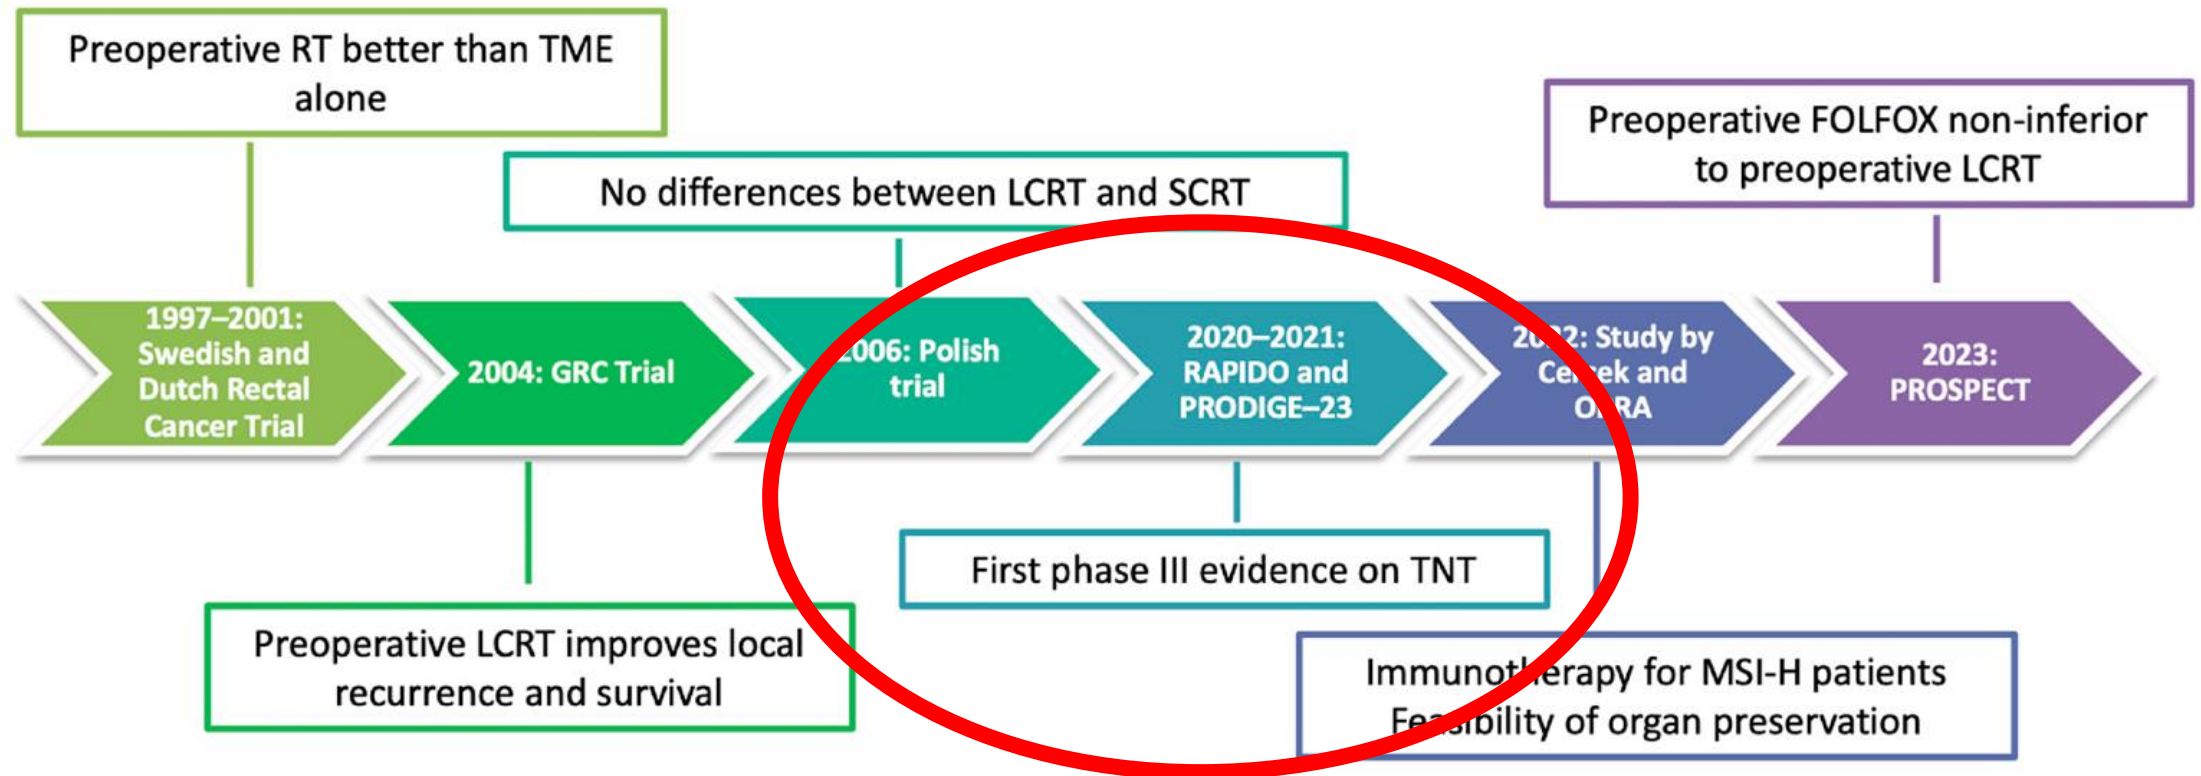 Preoperative RT better than TME
alone
No differences between LCRT and SCRT
Preoperative FOLFOX non-inferior
to preoperative LCRT
1997–2001:
Swedish and
Dutch Rectal
Cancer Trial
2004: GRC Trial
2006: Polish
trial
2020–2021:
RAPIDO and
PRODIGE–23
2022: Study by
Cercek and
OPRA
2023:
PROSPECT
First phase III evidence on TNT
Preoperative LCRT improves local
recurrence and survival
Immunotherapy for MSI-H patients
Feasibility of organ preservation